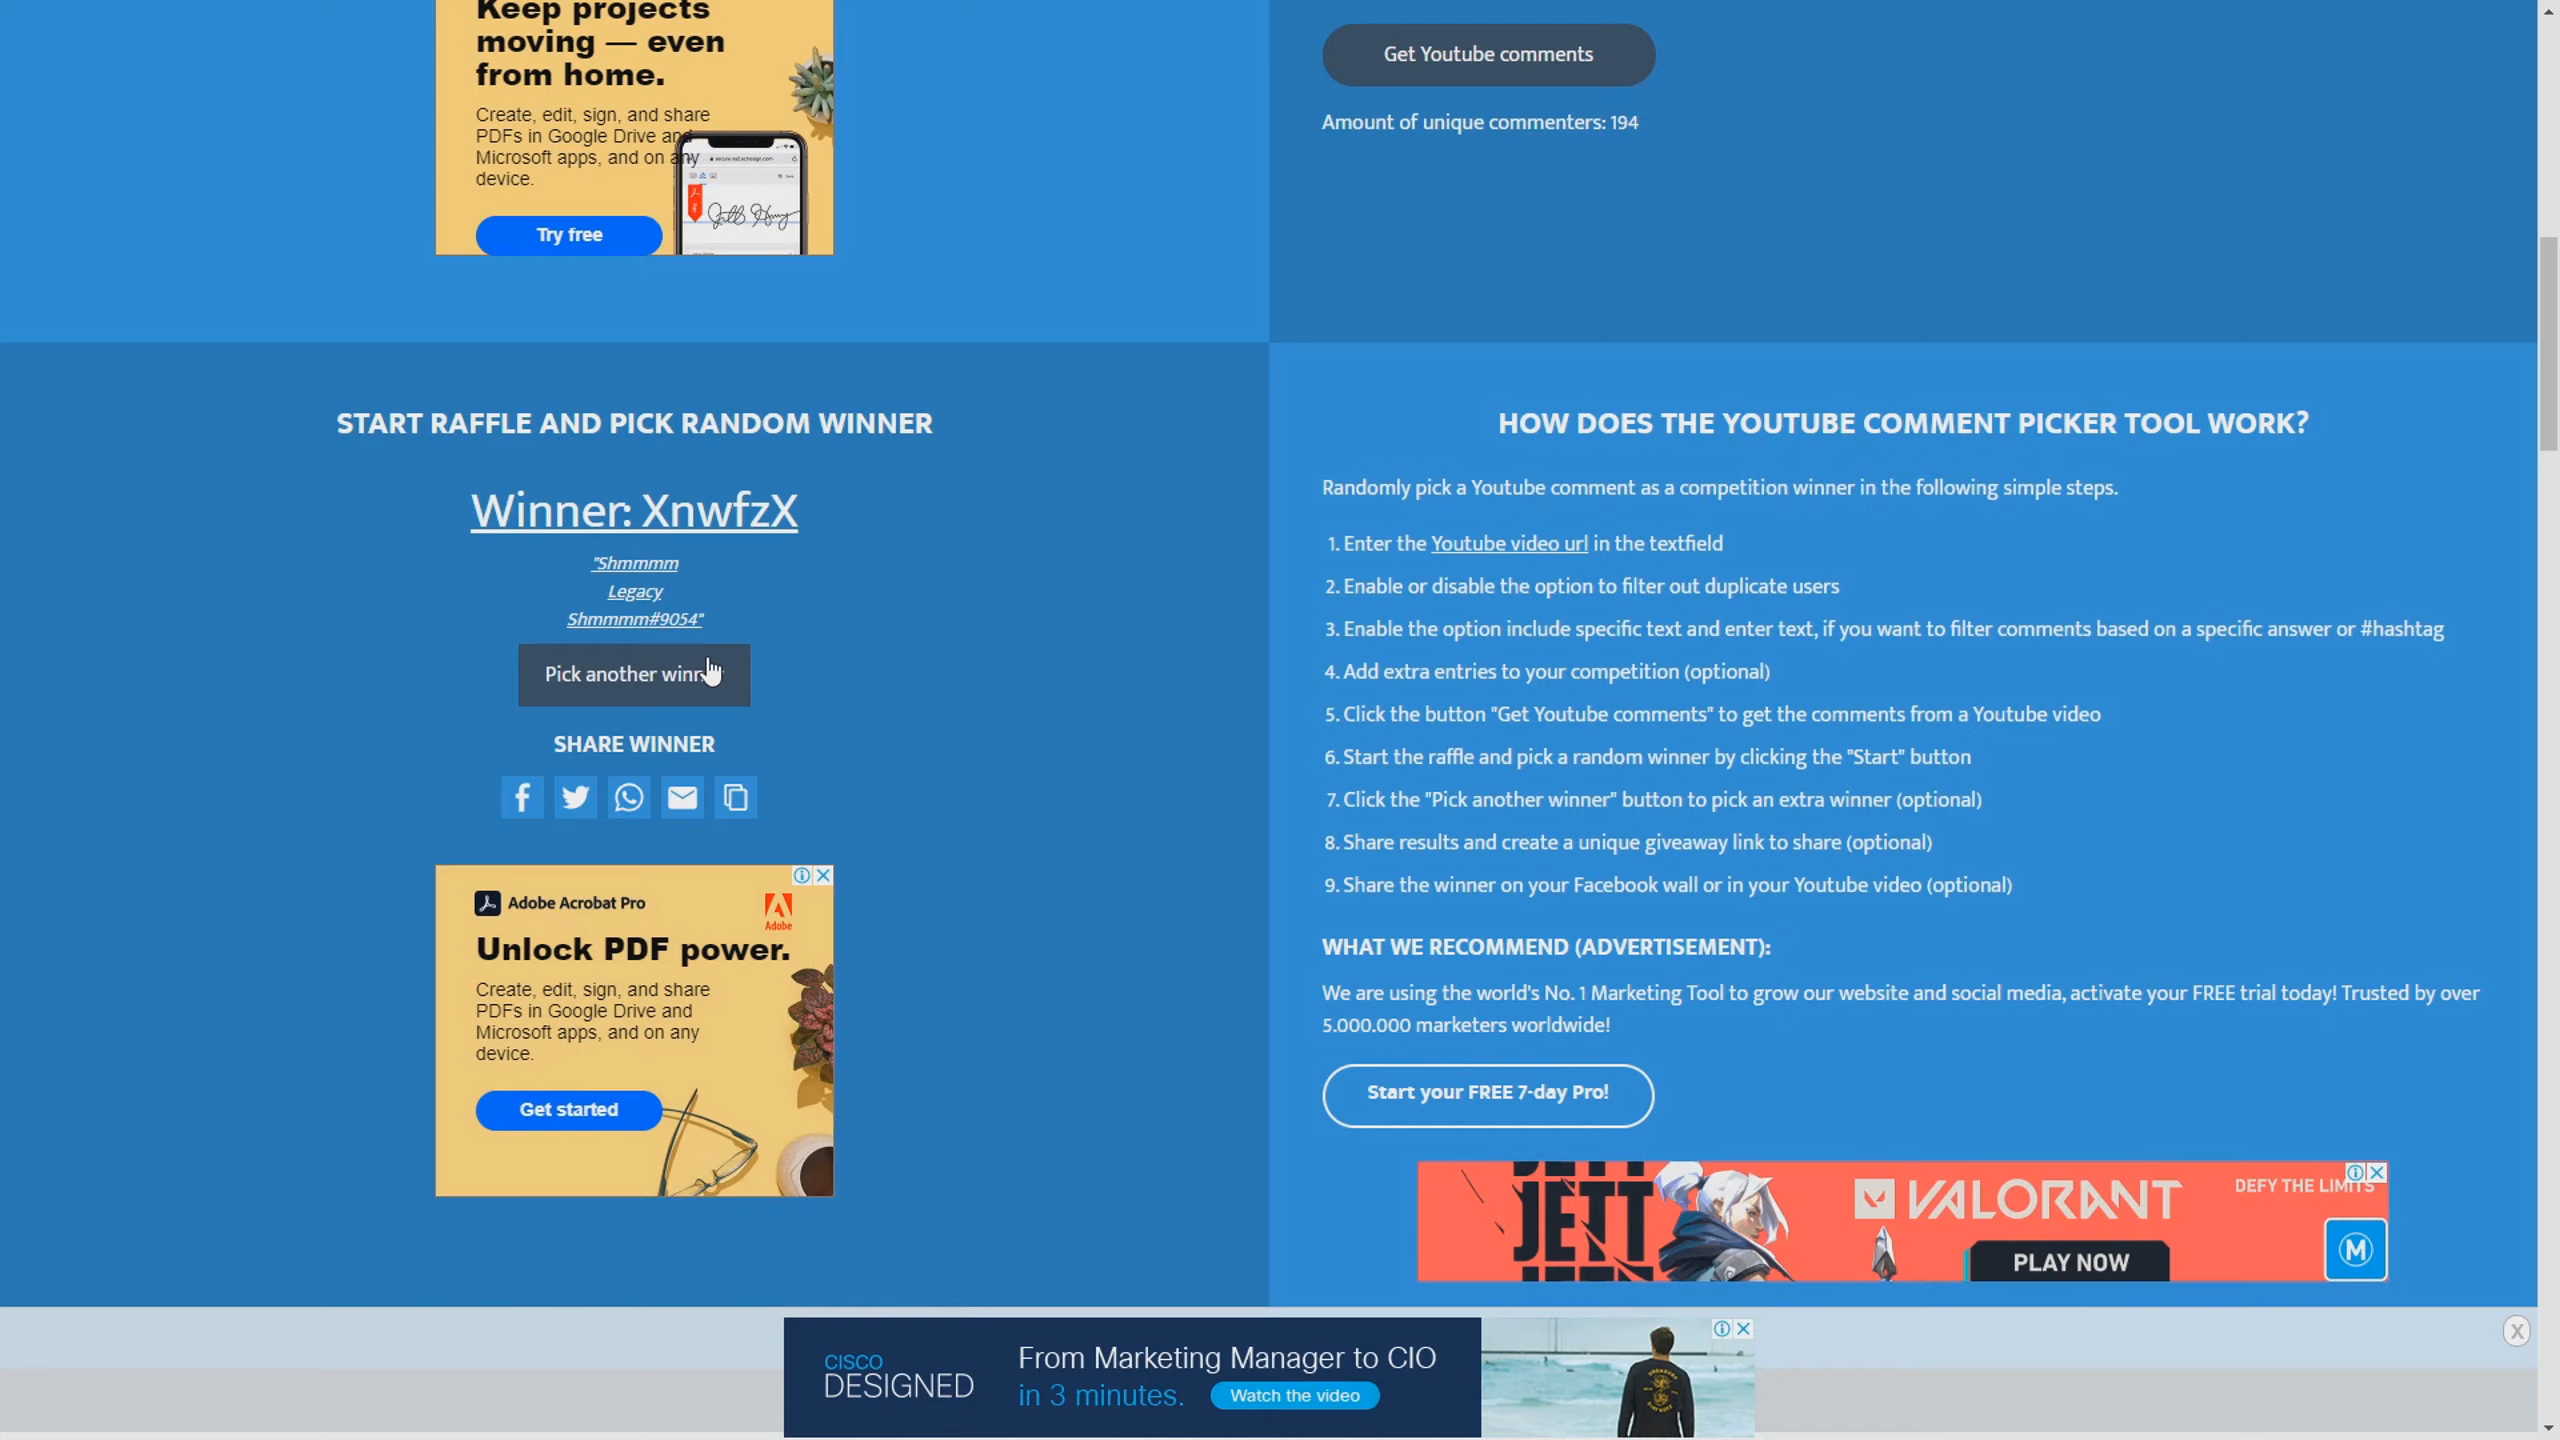 Keep projects
moving — even
from home.
Create, edit, sign, and share
PDFs in Google Drive and
Microsoft apps, and on any
device.
Try free
Get Youtube comments
Amount of unique commenters: 194
START RAFFLE AND PICK RANDOM WINNER
Winner: XnwfzX
"Shmmmm
Legacy
Shmmmm#9054"
Pick another winn
SHARE WINNER
Adobe Acrobat Pro
Adobe
Unlock PDF power.
Create, edit, sign, and share
PDFs in Google Drive and
Microsoft apps, and on any
device.
Get started
HOW DOES THE YOUTUBE COMMENT PICKER TOOL WORK?
Randomly pick a Youtube comment as a competition winner in the following simple steps.
1. Enter the Youtube video url in the textfield
2. Enable or disable the option to filter out duplicate users
3. Enable the option include specific text and enter text, if you want to filter comments based on a specific answer or #hashtag
4. Add extra entries to your competition (optional)
5. Click the button "Get Youtube comments" to get the comments from a Youtube video
6. Start the raffle and pick a random winner by clicking the "Start" button
7. Click the "Pick another winner" button to pick an extra winner (optional)
8. Share results and create a unique giveaway link to share (optional)
9. Share the winner on your Facebook wall or in your Youtube video (optional)
WHAT WE RECOMMEND (ADVERTISEMENT):
We are using the world's No. 1 Marketing Tool to grow our website and social media, activate your FREE trial today! Trusted by over
5.000.000 marketers worldwide!
Start your FREE 7-day Pro!
JETT
VALORANT
DEFY THE LIMITS
PLAY NOW
M
CISCO
DESIGNED
From Marketing Manager to CIO
in 3 minutes.
Watch the video
X